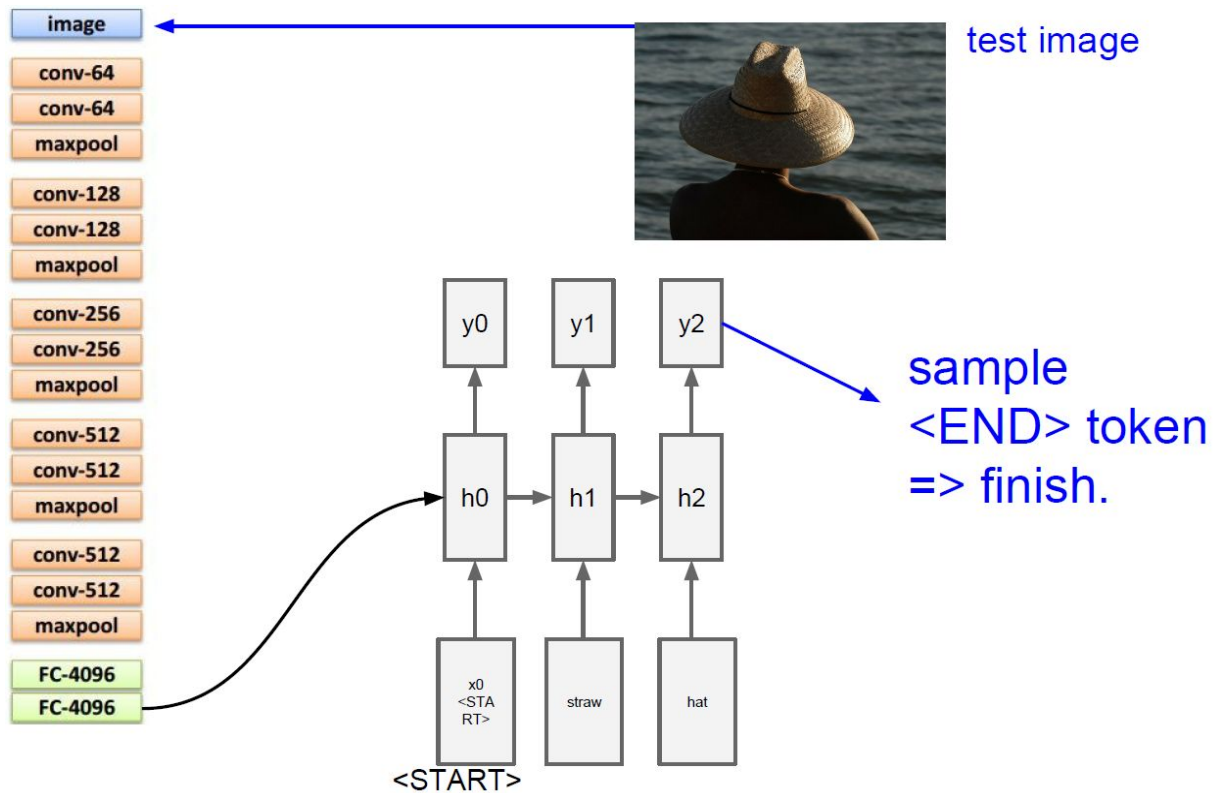 image
conv-64
conv-64
maxpool
conv-128
conv-128
maxpool
conv-256
conv-256
maxpool
conv-512
conv-512
maxpool
conv-512
conv-512
maxpool
FC-4096
FC-4096
test image
y0
y1
y2
h0
h1
h2
x0
<STA
RT>
straw
hat
<START>
sample
<END> token
=> finish.